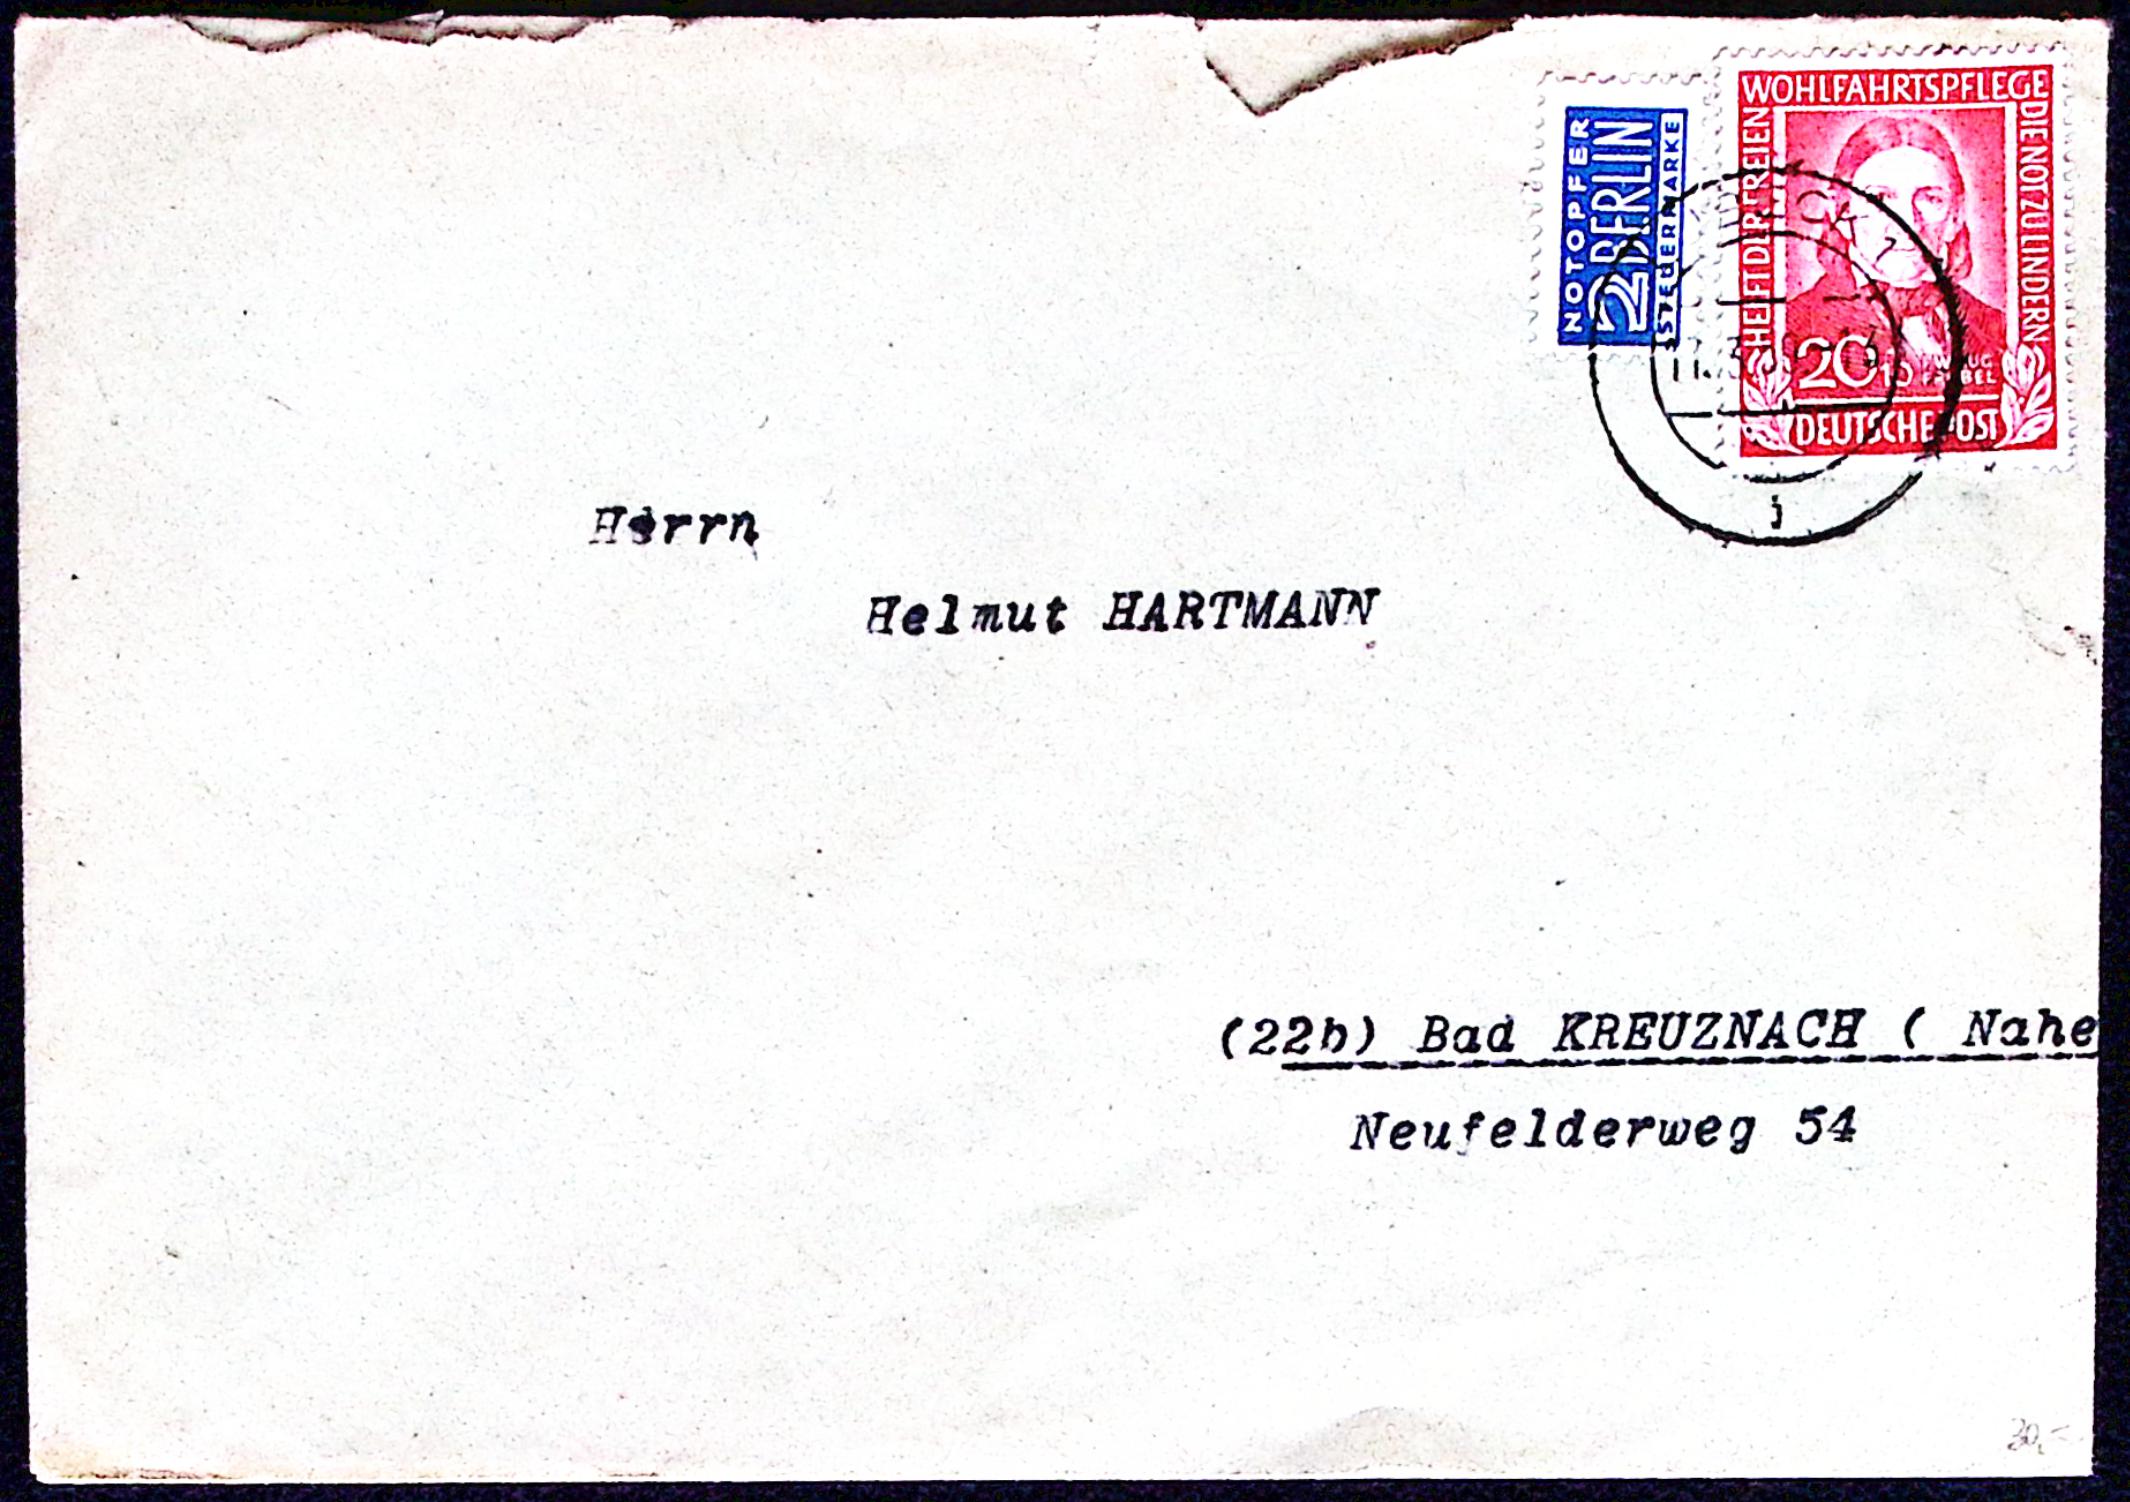 NOTOPFER
2 BERLIN
STEUERMARKE
WOHLFAHRTSPFLEGE
HELFT DER FREIEN
DIE NOT ZU LINDERN
20
DEUTSCHE POST
j
Herrn
Helmut HARTMANN
(22b) Bad KREUZNACH ( Nahe
Neufelderweg 54